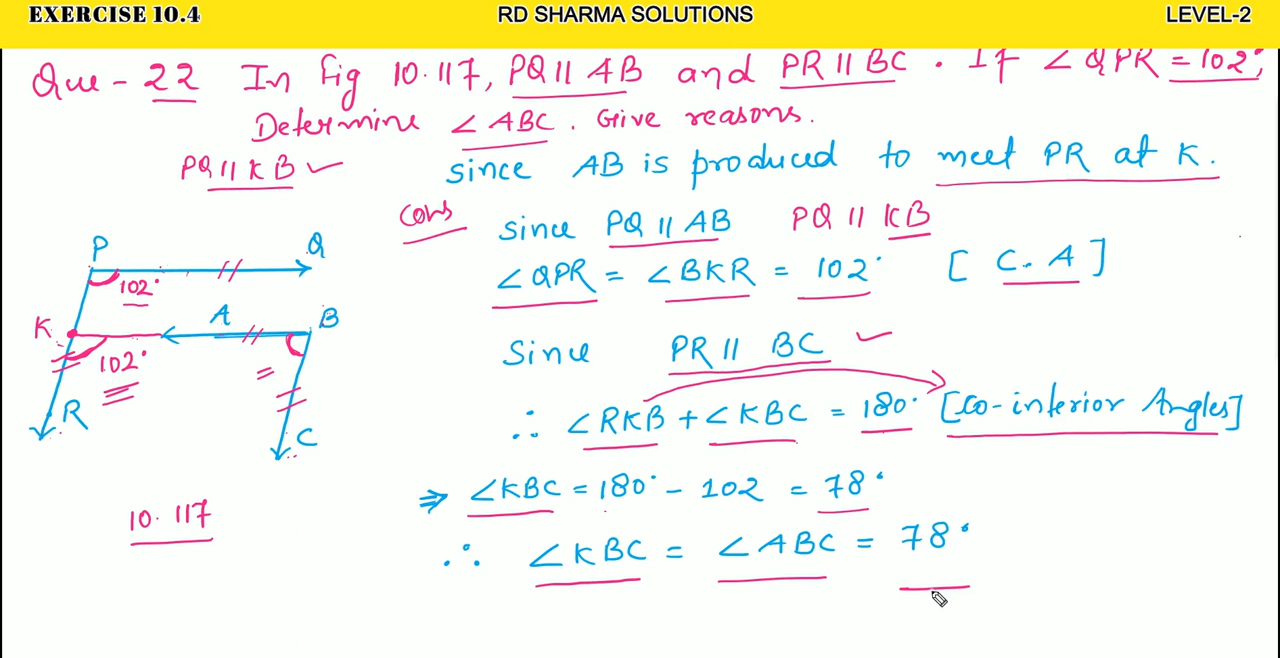 EXERCISE 10.4 RD SHARMA SOLUTIONS LEVEL-2
Que - 22 In Fig 10.117, PQ || AB and PR || BC . If ∠QPR = 102°,
Determine ∠ABC. Give reasons.
PQ || KB ✓
since AB is produced to meet PR at K.
Cons
since PQ || AB PQ || KB
∠QPR = ∠BKR = 102° [C.A]
Since PR || BC ✓
∴ ∠RKB + ∠KBC = 180° [Co-interior Angles]
⇒ ∠KBC = 180° - 102 = 78°
∴ ∠KBC = ∠ABC = 78°
P Q
102°
K A B
102°
R C
10.117